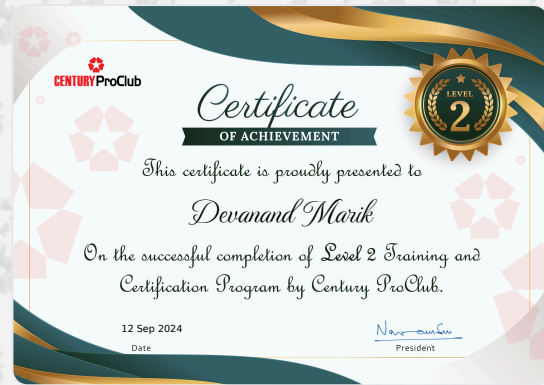 CENTURY ProClub
LEVEL
2
Certificate
OF ACHIEVEMENT
This certificate is proudly presented to
Devanand Marik
On the successful completion of Level 2 Training and
Certification Program by Century ProClub.
12 Sep 2024
Date
President